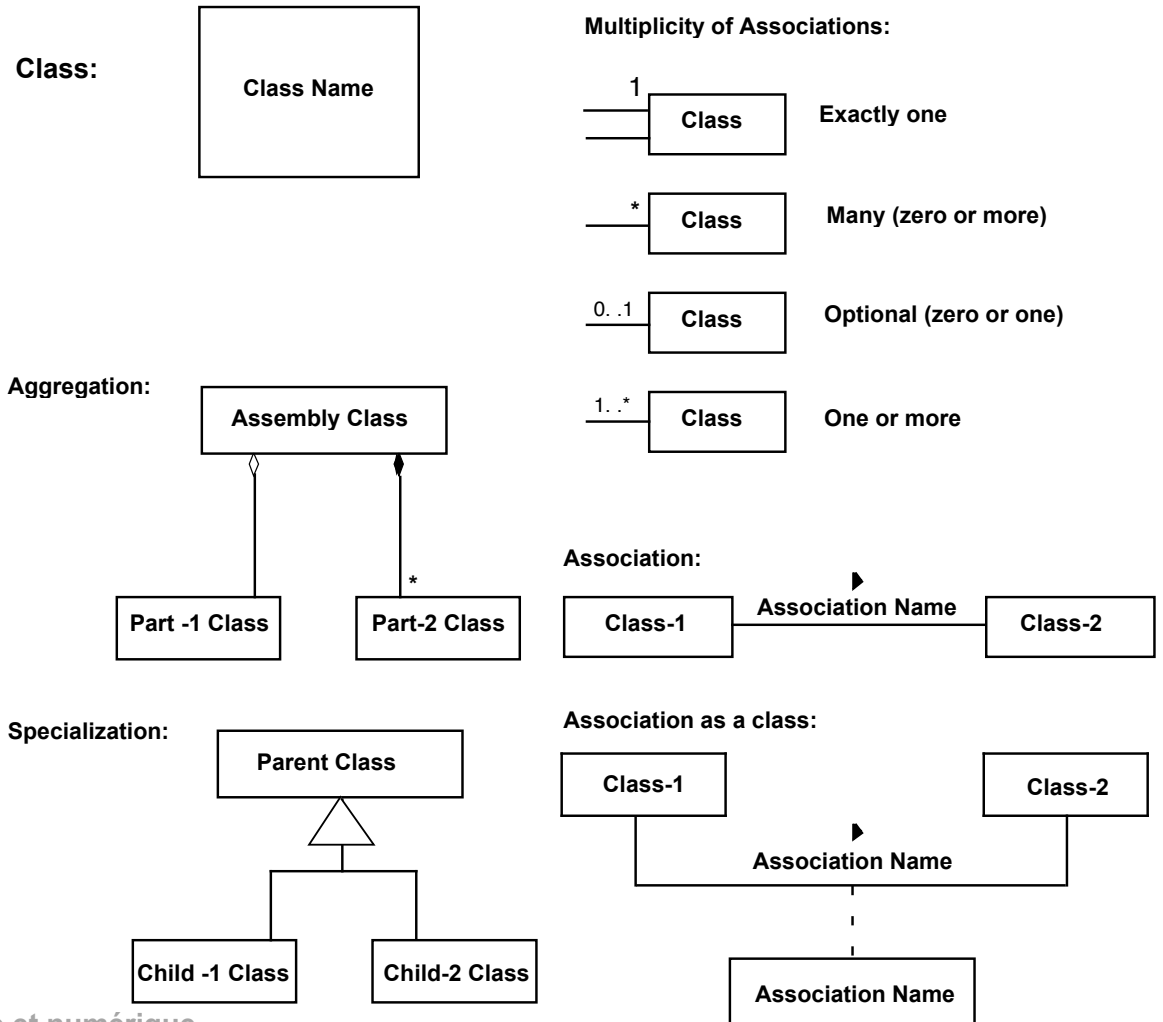 Class:
Class Name
Multiplicity of Associations:
1
Class
Exactly one
*
Class
Many (zero or more)
0. .1
Class
Optional (zero or one)
1. .*
Class
One or more
Aggregation:
Assembly Class
*
Part -1 Class
Part-2 Class
Association:
Class-1
Association Name
Class-2
Specialization:
Parent Class
Child -1 Class
Child-2 Class
Association as a class:
Class-1
Class-2
Association Name
Association Name
et numérique